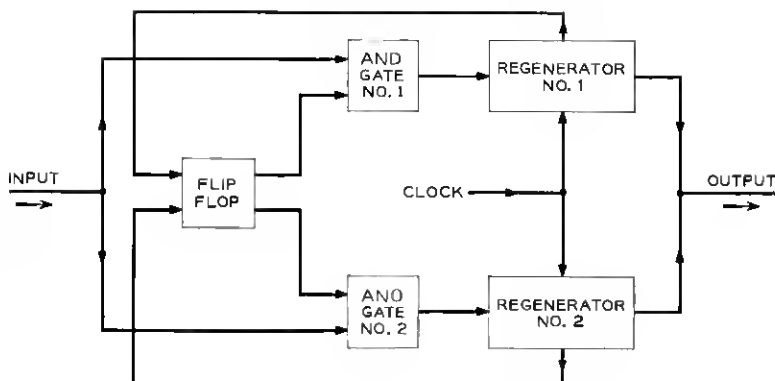 AND
GATE
NO. 1
REGENERATOR
NO. 1
INPUT
FLIP
FLOP
CLOCK
OUTPUT
ANO
GATE
NO. 2
REGENERATOR
NO. 2